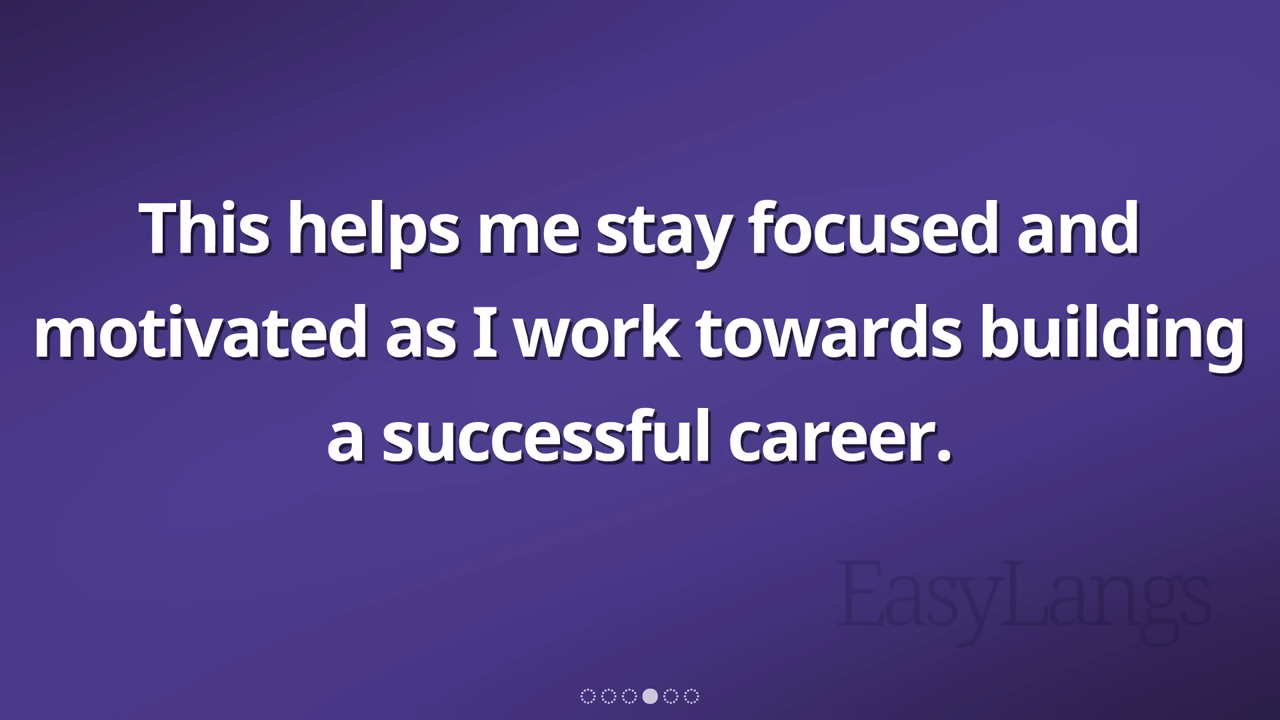 This helps me stay focused and
motivated as I work towards building
a successful career.
EasyLangs